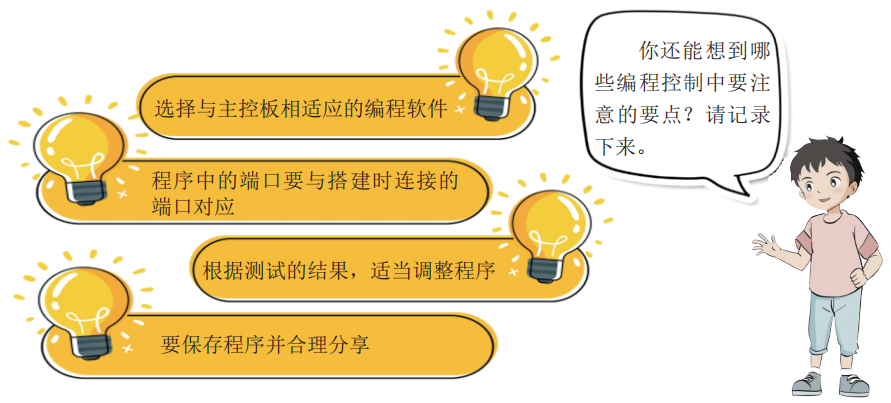 选择与主控板相适应的编程软件
程序中的端口要与搭建时连接的
端口对应
根据测试的结果，适当调整程序
要保存程序并合理分享
你还能想到哪
些编程控制中要注
意的要点？请记录
下来。